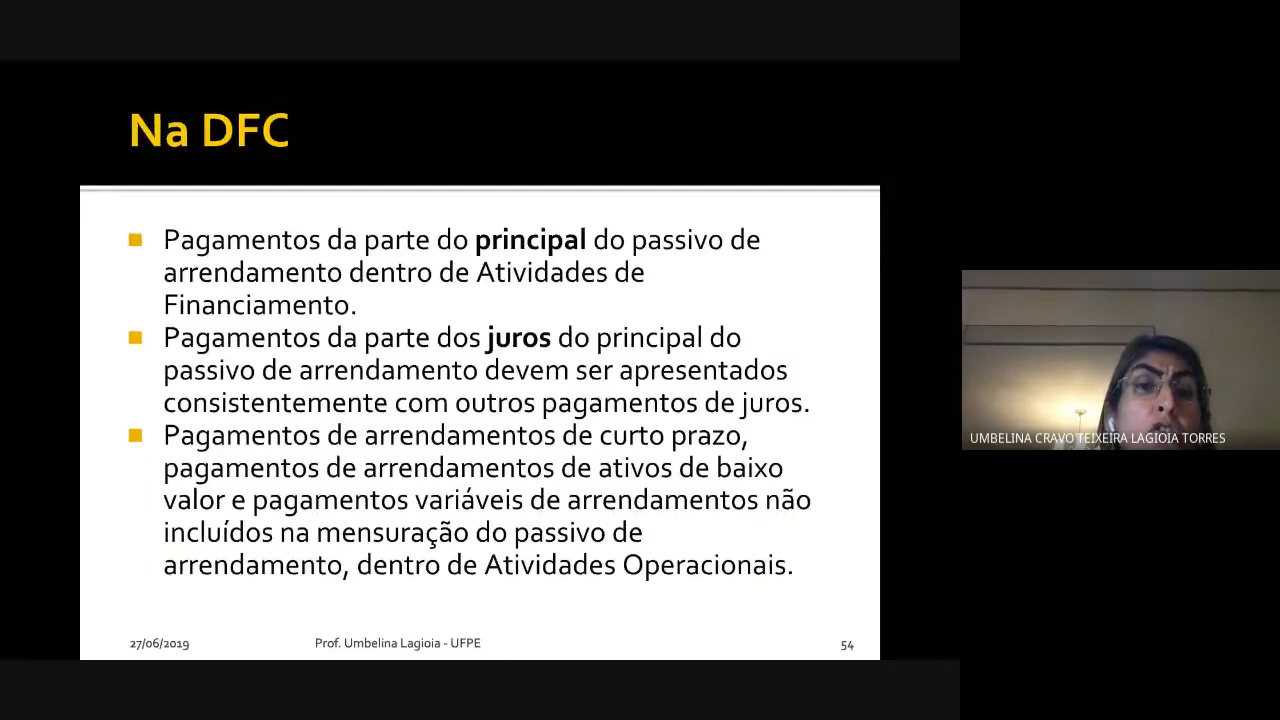 Na DFC
Pagamentos da parte do principal do passivo de
arrendamento dentro de Atividades de
Financiamento.
Pagamentos da parte dos juros do principal do
passivo de arrendamento devem ser apresentados
consistentemente com outros pagamentos de juros.
Pagamentos de arrendamentos de curto prazo,
pagamentos de arrendamentos de ativos de baixo
valor e pagamentos variáveis de arrendamentos não
incluídos na mensuração do passivo de
arrendamento, dentro de Atividades Operacionais.
27/06/2019
Prof. Umbelina Lagioia - UFPE
54
UMBELINA CRAVO TEIXEIRA LAGIOIA TORRES